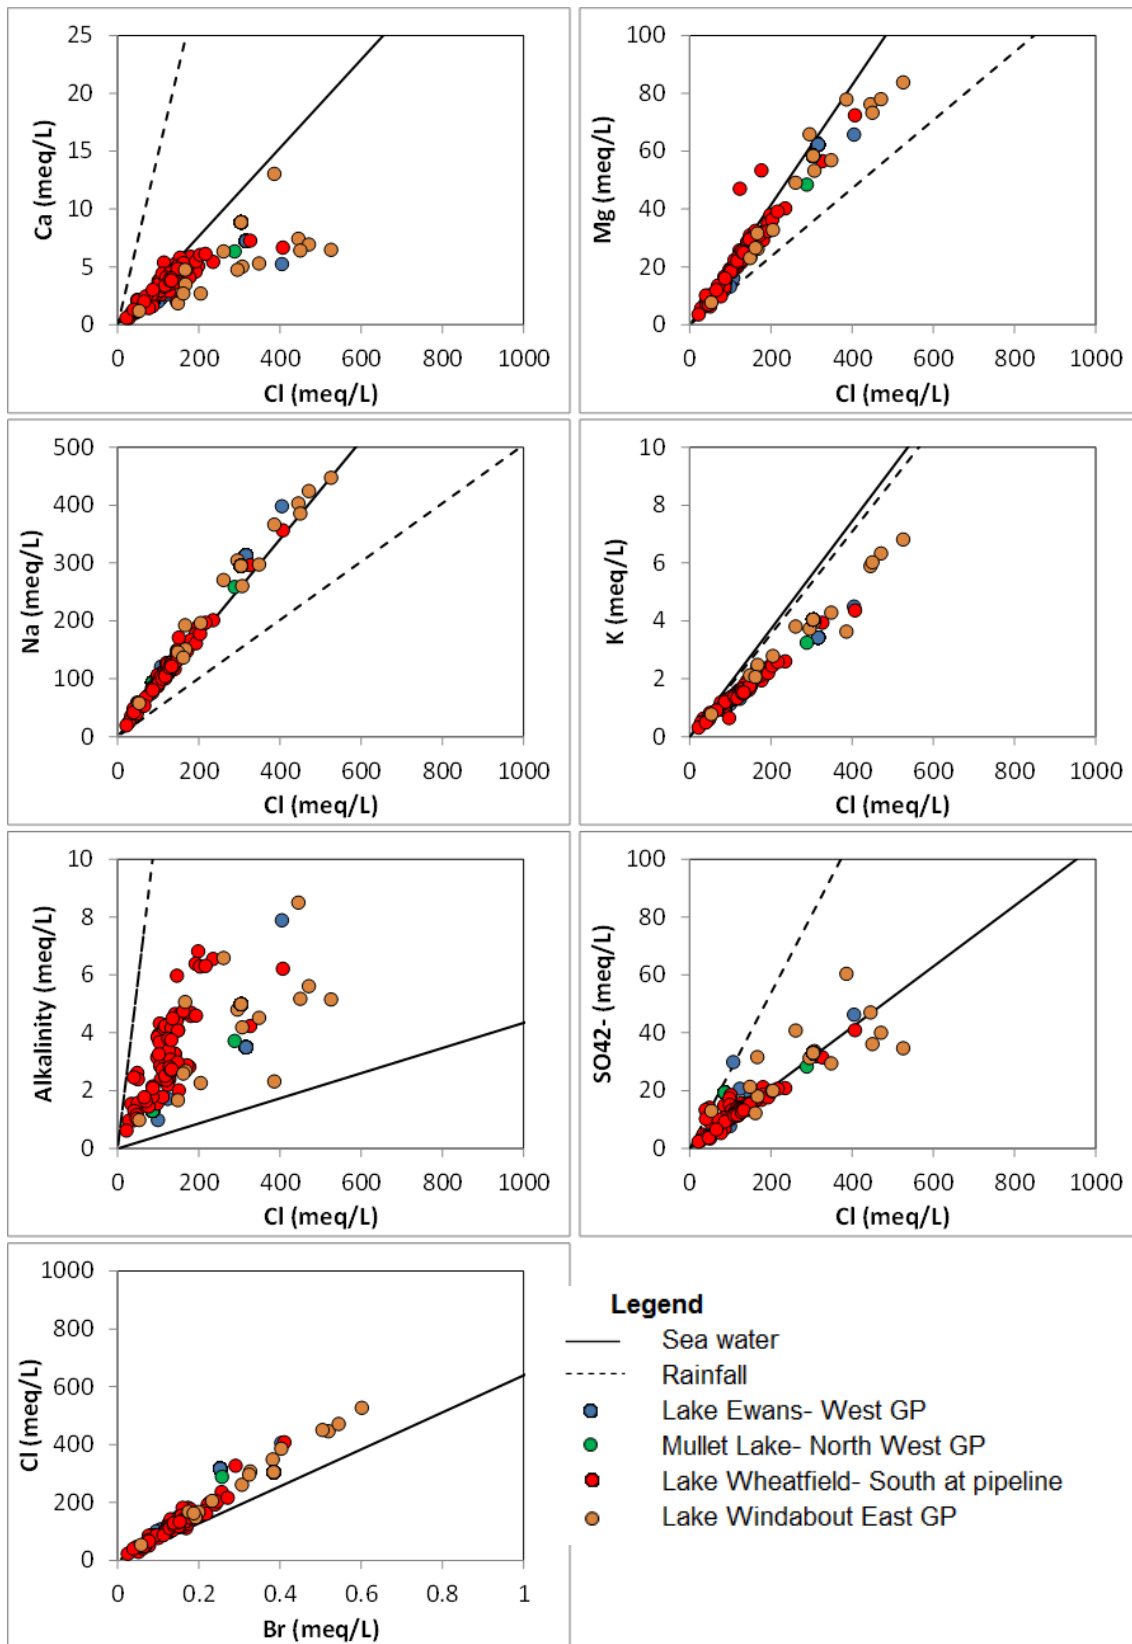 25
20
15
10
5
0
Ca (meq/L)
0 200 400 600 800 1000
Cl (meq/L)
100
80
60
40
20
0
Mg (meq/L)
0 200 400 600 800 1000
Cl (meq/L)
500
400
300
200
100
0
Na (meq/L)
0 200 400 600 800 1000
Cl (meq/L)
10
8
6
4
2
0
K (meq/L)
0 200 400 600 800 1000
Cl (meq/L)
10
8
6
4
2
0
Alkalinity (meq/L)
0 200 400 600 800 1000
Cl (meq/L)
100
80
60
40
20
0
SO42- (meq/L)
0 200 400 600 800 1000
Cl (meq/L)
1000
800
600
400
200
0
Cl (meq/L)
0 0.2 0.4 0.6 0.8 1
Br (meq/L)
Legend
Sea water
Rainfall
Lake Ewans- West GP
Mullet Lake- North West GP
Lake Wheatfield- South at pipeline
Lake Windabout East GP